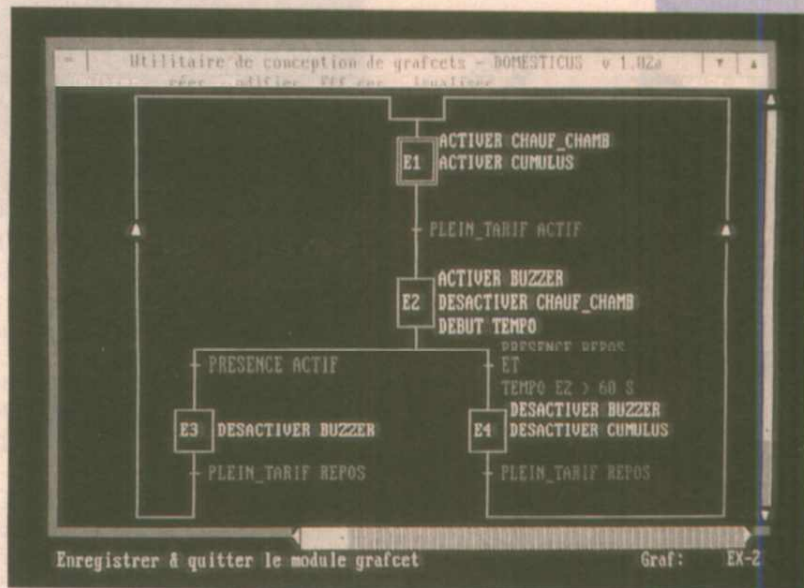 Utilitaire de conception de grafcets - DOMESTICUS v 1.02a
ACTIVER CHAUF_CHAMB
E1 ACTIVER CUMULUS
PLEIN_TARIF ACTIF
ACTIVER BUZZER
E2 DESACTIVER CHAUF_CHAMB
DEBUT TEMPO
PRESENCE REPOS
PRESENCE ACTIF
ET
TEMPO E2 > 60 S
DESACTIVER BUZZER
E3 DESACTIVER BUZZER
E4 DESACTIVER CUMULUS
PLEIN_TARIF REPOS
PLEIN_TARIF REPOS
Enregistrer & quitter le module grafcet
Graf: EX-2